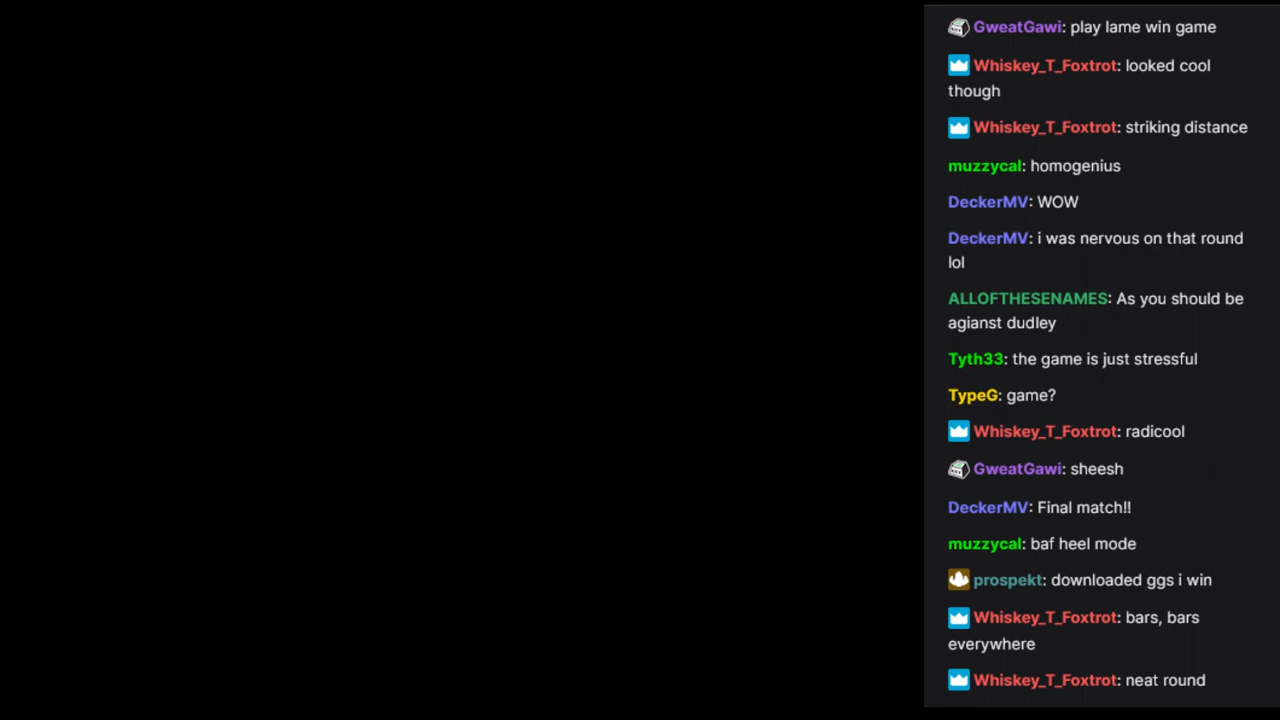 GweatGawi: play lame win game
Whiskey_T_Foxtrot: looked cool
though
Whiskey_T_Foxtrot: striking distance
muzzycal: homogenius
DeckerMV: WOW
DeckerMV: i was nervous on that round
lol
ALLOFTHESENAMES: As you should be
agianst dudley
Tyth33: the game is just stressful
TypeG: game?
Whiskey_T_Foxtrot: radicool
GweatGawi: sheesh
DeckerMV: Final match!!
muzzycal: baf heel mode
prospekt: downloaded ggs i win
Whiskey_T_Foxtrot: bars, bars
everywhere
Whiskey_T_Foxtrot: neat round